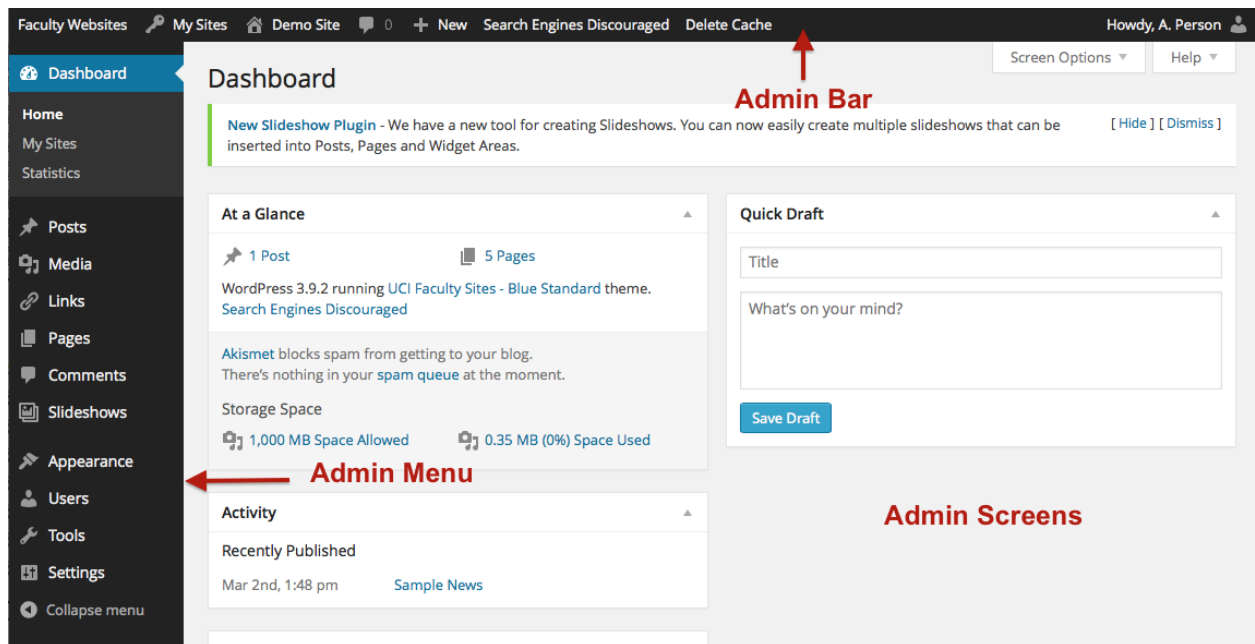 Faculty Websites My Sites Demo Site 0 New Search Engines Discouraged Delete Cache Howdy, A. Person
Dashboard
Home
My Sites
Statistics
Posts
Media
Links
Pages
Comments
Slideshows
Appearance
Users
Tools
Settings
Collapse menu
Screen Options Help
Dashboard
Admin Bar
New Slideshow Plugin - We have a new tool for creating Slideshows. You can now easily create multiple slideshows that can be
inserted into Posts, Pages and Widget Areas.
[ Hide ] [ Dismiss ]
At a Glance
1 Post 5 Pages
WordPress 3.9.2 running UCI Faculty Sites - Blue Standard theme.
Search Engines Discouraged
Akismet blocks spam from getting to your blog.
There's nothing in your spam queue at the moment.
Storage Space
1,000 MB Space Allowed 0.35 MB (0%) Space Used
Admin Menu
Activity
Recently Published
Mar 2nd, 1:48 pm Sample News
Quick Draft
Title
What's on your mind?
Save Draft
Admin Screens